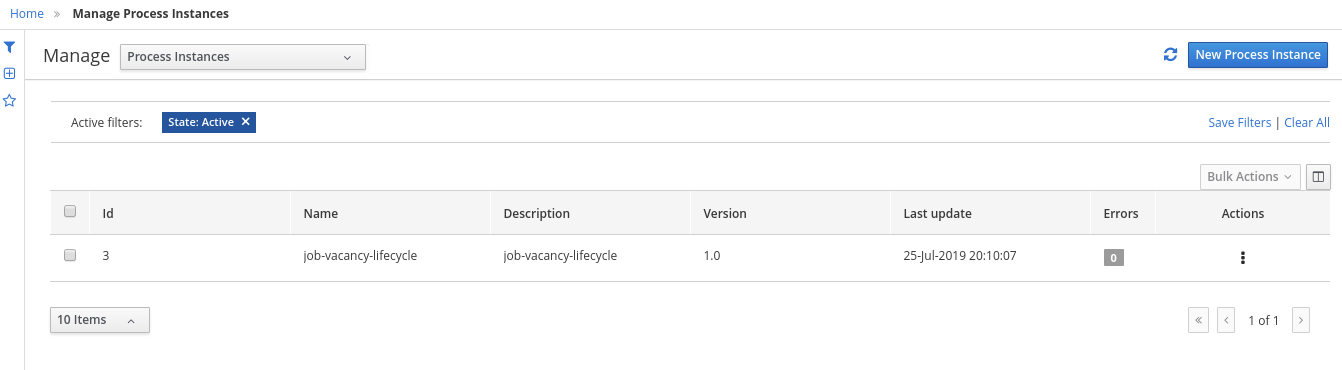 Home » Manage Process Instances
Manage Process Instances New Process Instance
Active filters: State: Active × Save Filters | Clear All
Bulk Actions
Id Name Description Version Last update Errors Actions
3 job-vacancy-lifecycle job-vacancy-lifecycle 1.0 25-Jul-2019 20:10:07 0
10 Items « ‹ 1 of 1 ›